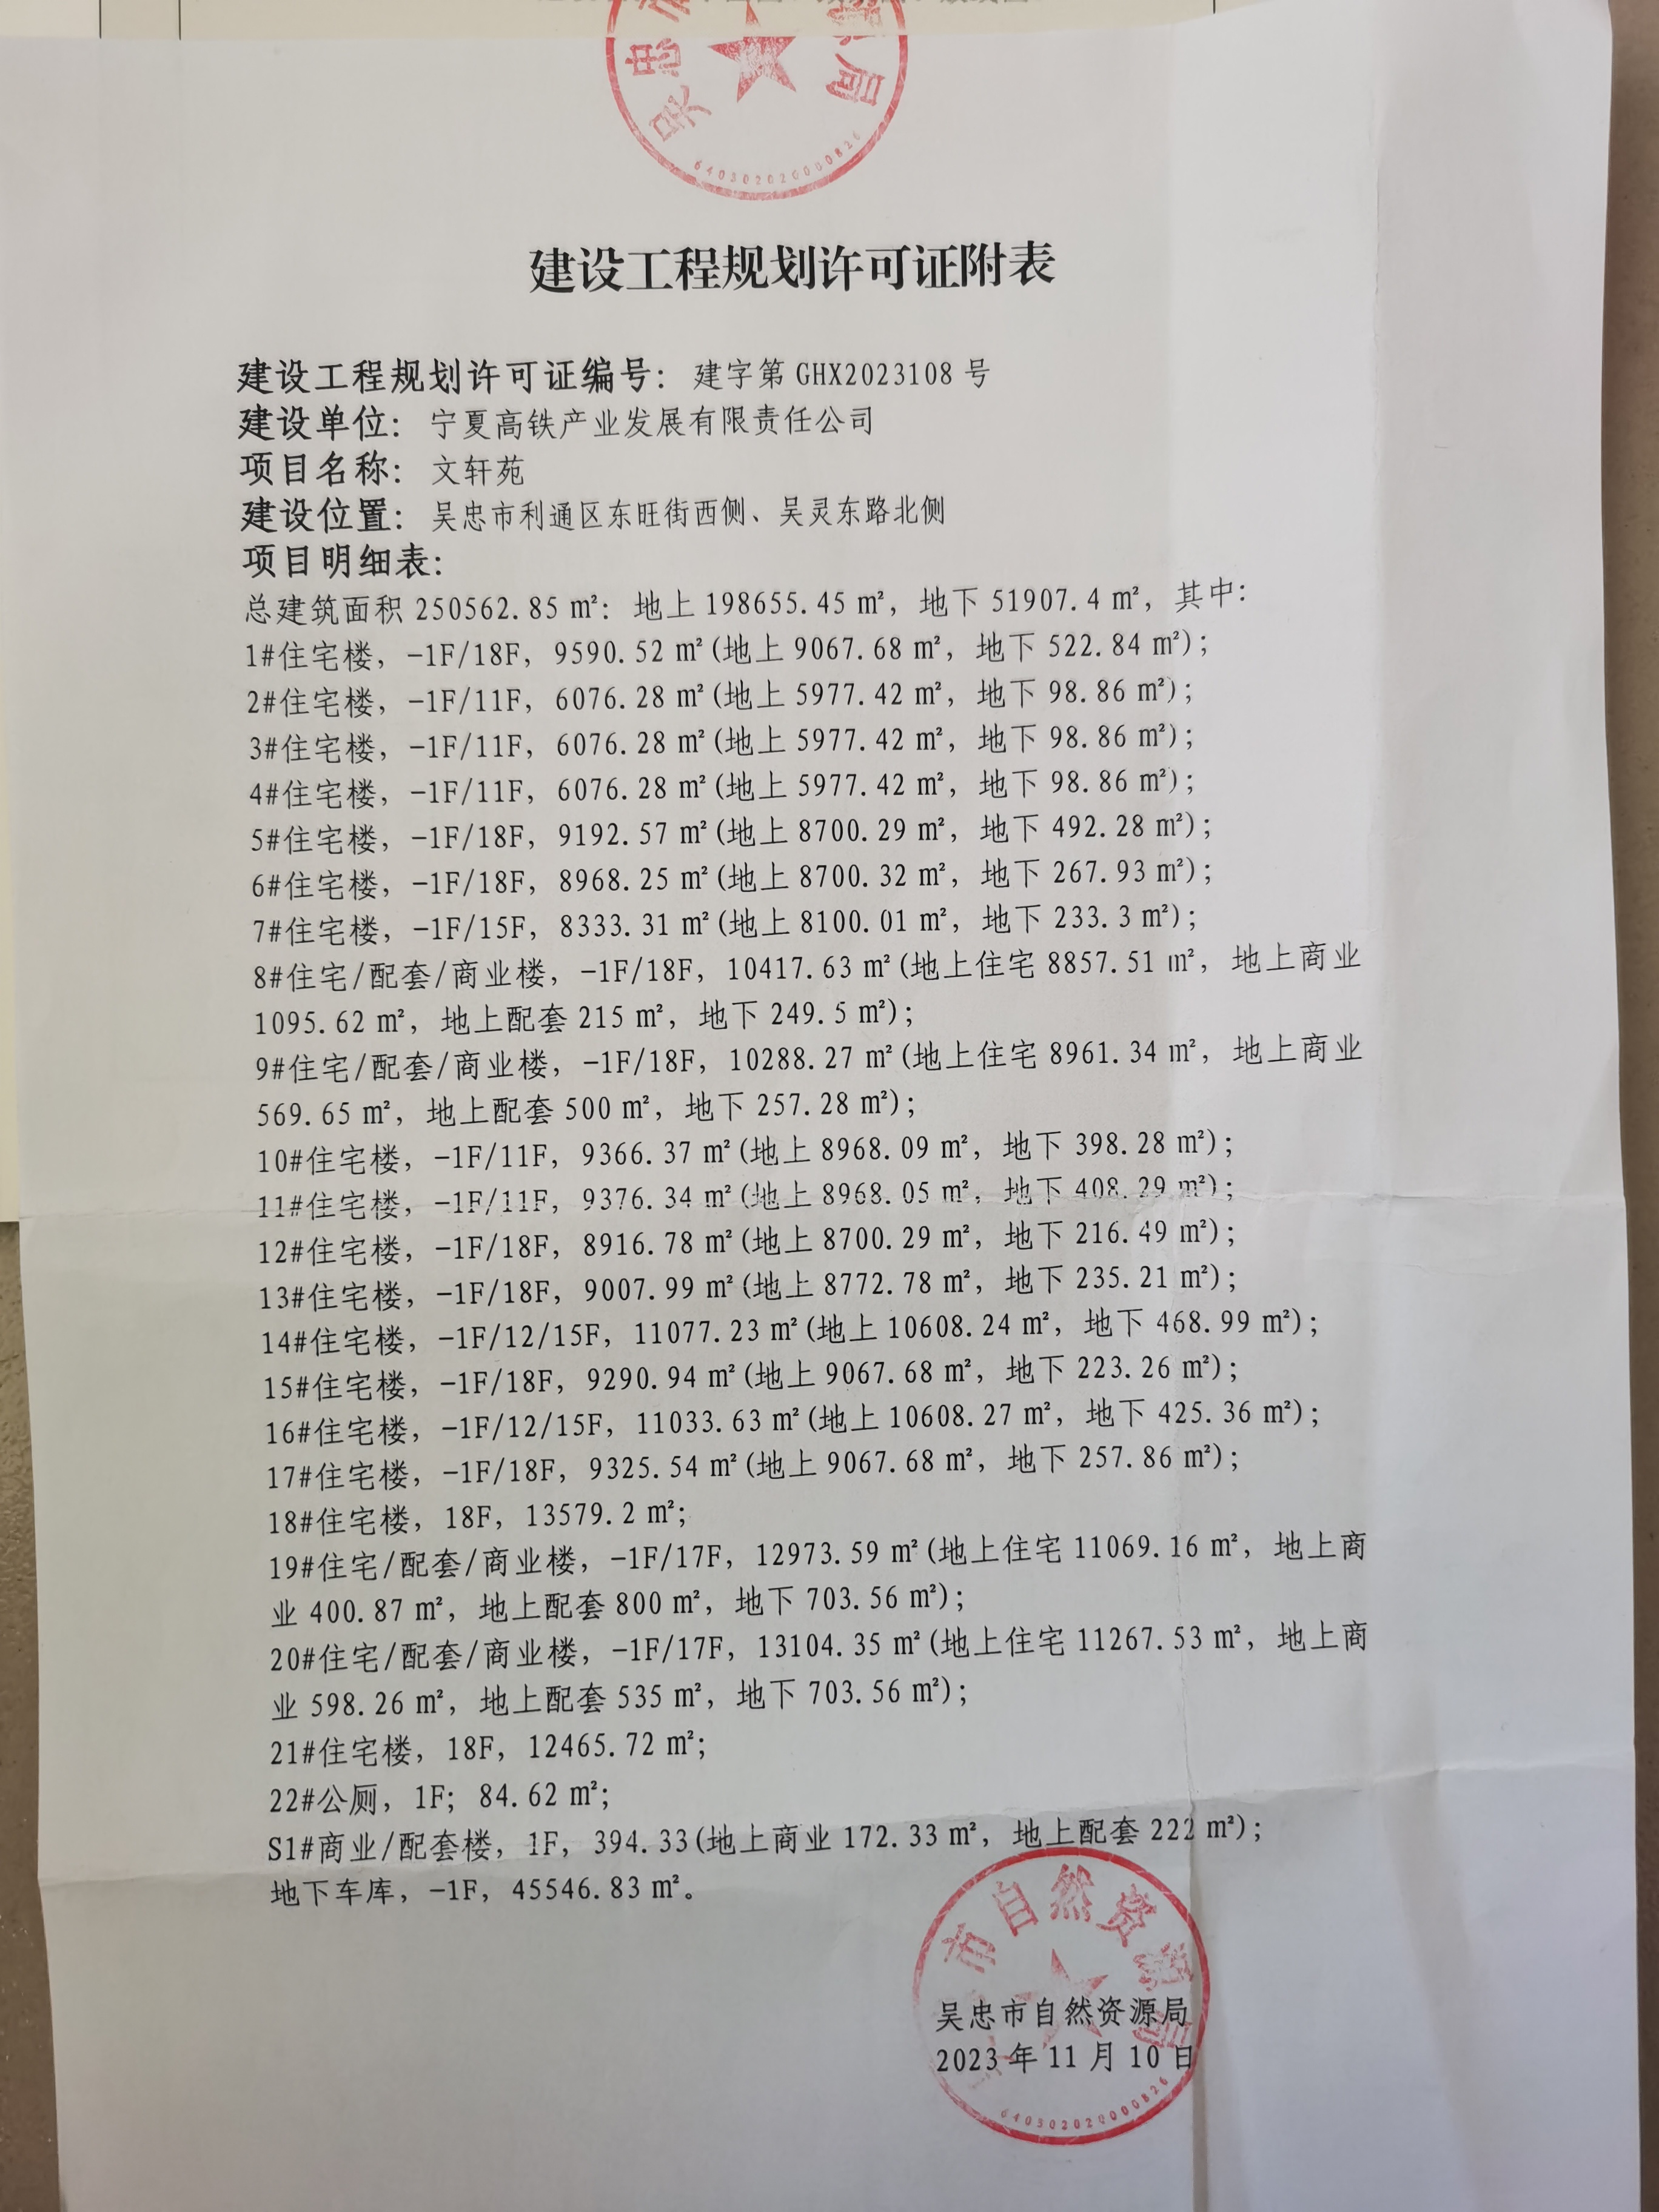 吴忠 源局
640302020000826
建设工程规划许可证附表
建设工程规划许可证编号：建字第 GHX2023108 号
建设单位：宁夏高铁产业发展有限责任公司
项目名称：文轩苑
建设位置：吴忠市利通区东旺街西侧、吴灵东路北侧
项目明细表：
总建筑面积 250562.85 ㎡：地上 198655.45 ㎡，地下 51907.4 ㎡，其中：
1#住宅楼，-1F/18F，9590.52 ㎡(地上 9067.68 ㎡，地下 522.84 ㎡)；
2#住宅楼，-1F/11F，6076.28 ㎡(地上 5977.42 ㎡，地下 98.86 ㎡)；
3#住宅楼，-1F/11F，6076.28 ㎡(地上 5977.42 ㎡，地下 98.86 ㎡)；
4#住宅楼，-1F/11F，6076.28 ㎡(地上 5977.42 ㎡，地下 98.86 ㎡)；
5#住宅楼，-1F/18F，9192.57 ㎡(地上 8700.29 ㎡，地下 492.28 ㎡)；
6#住宅楼，-1F/18F，8968.25 ㎡(地上 8700.32 ㎡，地下 267.93 ㎡)；
7#住宅楼，-1F/15F，8333.31 ㎡(地上 8100.01 ㎡，地下 233.3 ㎡)；
8#住宅/配套/商业楼，-1F/18F，10417.63 ㎡(地上住宅 8857.51 ㎡，地上商业
1095.62 ㎡，地上配套 215 ㎡，地下 249.5 ㎡)；
9#住宅/配套/商业楼，-1F/18F，10288.27 ㎡(地上住宅 8961.34 ㎡，地上商业
569.65 ㎡，地上配套 500 ㎡，地下 257.28 ㎡)；
10#住宅楼，-1F/11F，9366.37 ㎡(地上 8968.09 ㎡，地下 398.28 ㎡)；
11#住宅楼，-1F/11F，9376.34 ㎡(地上 8968.05 ㎡，地下 408.29 ㎡)；
12#住宅楼，-1F/18F，8916.78 ㎡(地上 8700.29 ㎡，地下 216.49 ㎡)；
13#住宅楼，-1F/18F，9007.99 ㎡(地上 8772.78 ㎡，地下 235.21 ㎡)；
14#住宅楼，-1F/12/15F，11077.23 ㎡(地上 10608.24 ㎡，地下 468.99 ㎡)；
15#住宅楼，-1F/18F，9290.94 ㎡(地上 9067.68 ㎡，地下 223.26 ㎡)；
16#住宅楼，-1F/12/15F，11033.63 ㎡(地上 10608.27 ㎡，地下 425.36 ㎡)；
17#住宅楼，-1F/18F，9325.54 ㎡(地上 9067.68 ㎡，地下 257.86 ㎡)；
18#住宅楼，18F，13579.2 ㎡；
19#住宅/配套/商业楼，-1F/17F，12973.59 ㎡(地上住宅 11069.16 ㎡，地上商
业 400.87 ㎡，地上配套 800 ㎡，地下 703.56 ㎡)；
20#住宅/配套/商业楼，-1F/17F，13104.35 ㎡(地上住宅 11267.53 ㎡，地上商
业 598.26 ㎡，地上配套 535 ㎡，地下 703.56 ㎡)；
21#住宅楼，18F，12465.72 ㎡；
22#公厕，1F；84.62 ㎡；
S1#商业/配套楼，1F，394.33(地上商业 172.33 ㎡，地上配套 222 ㎡)；
地下车库，-1F，45546.83 ㎡。
市自然资源局
吴忠市自然资源局
2023 年 11 月 10 日
6403020200000826